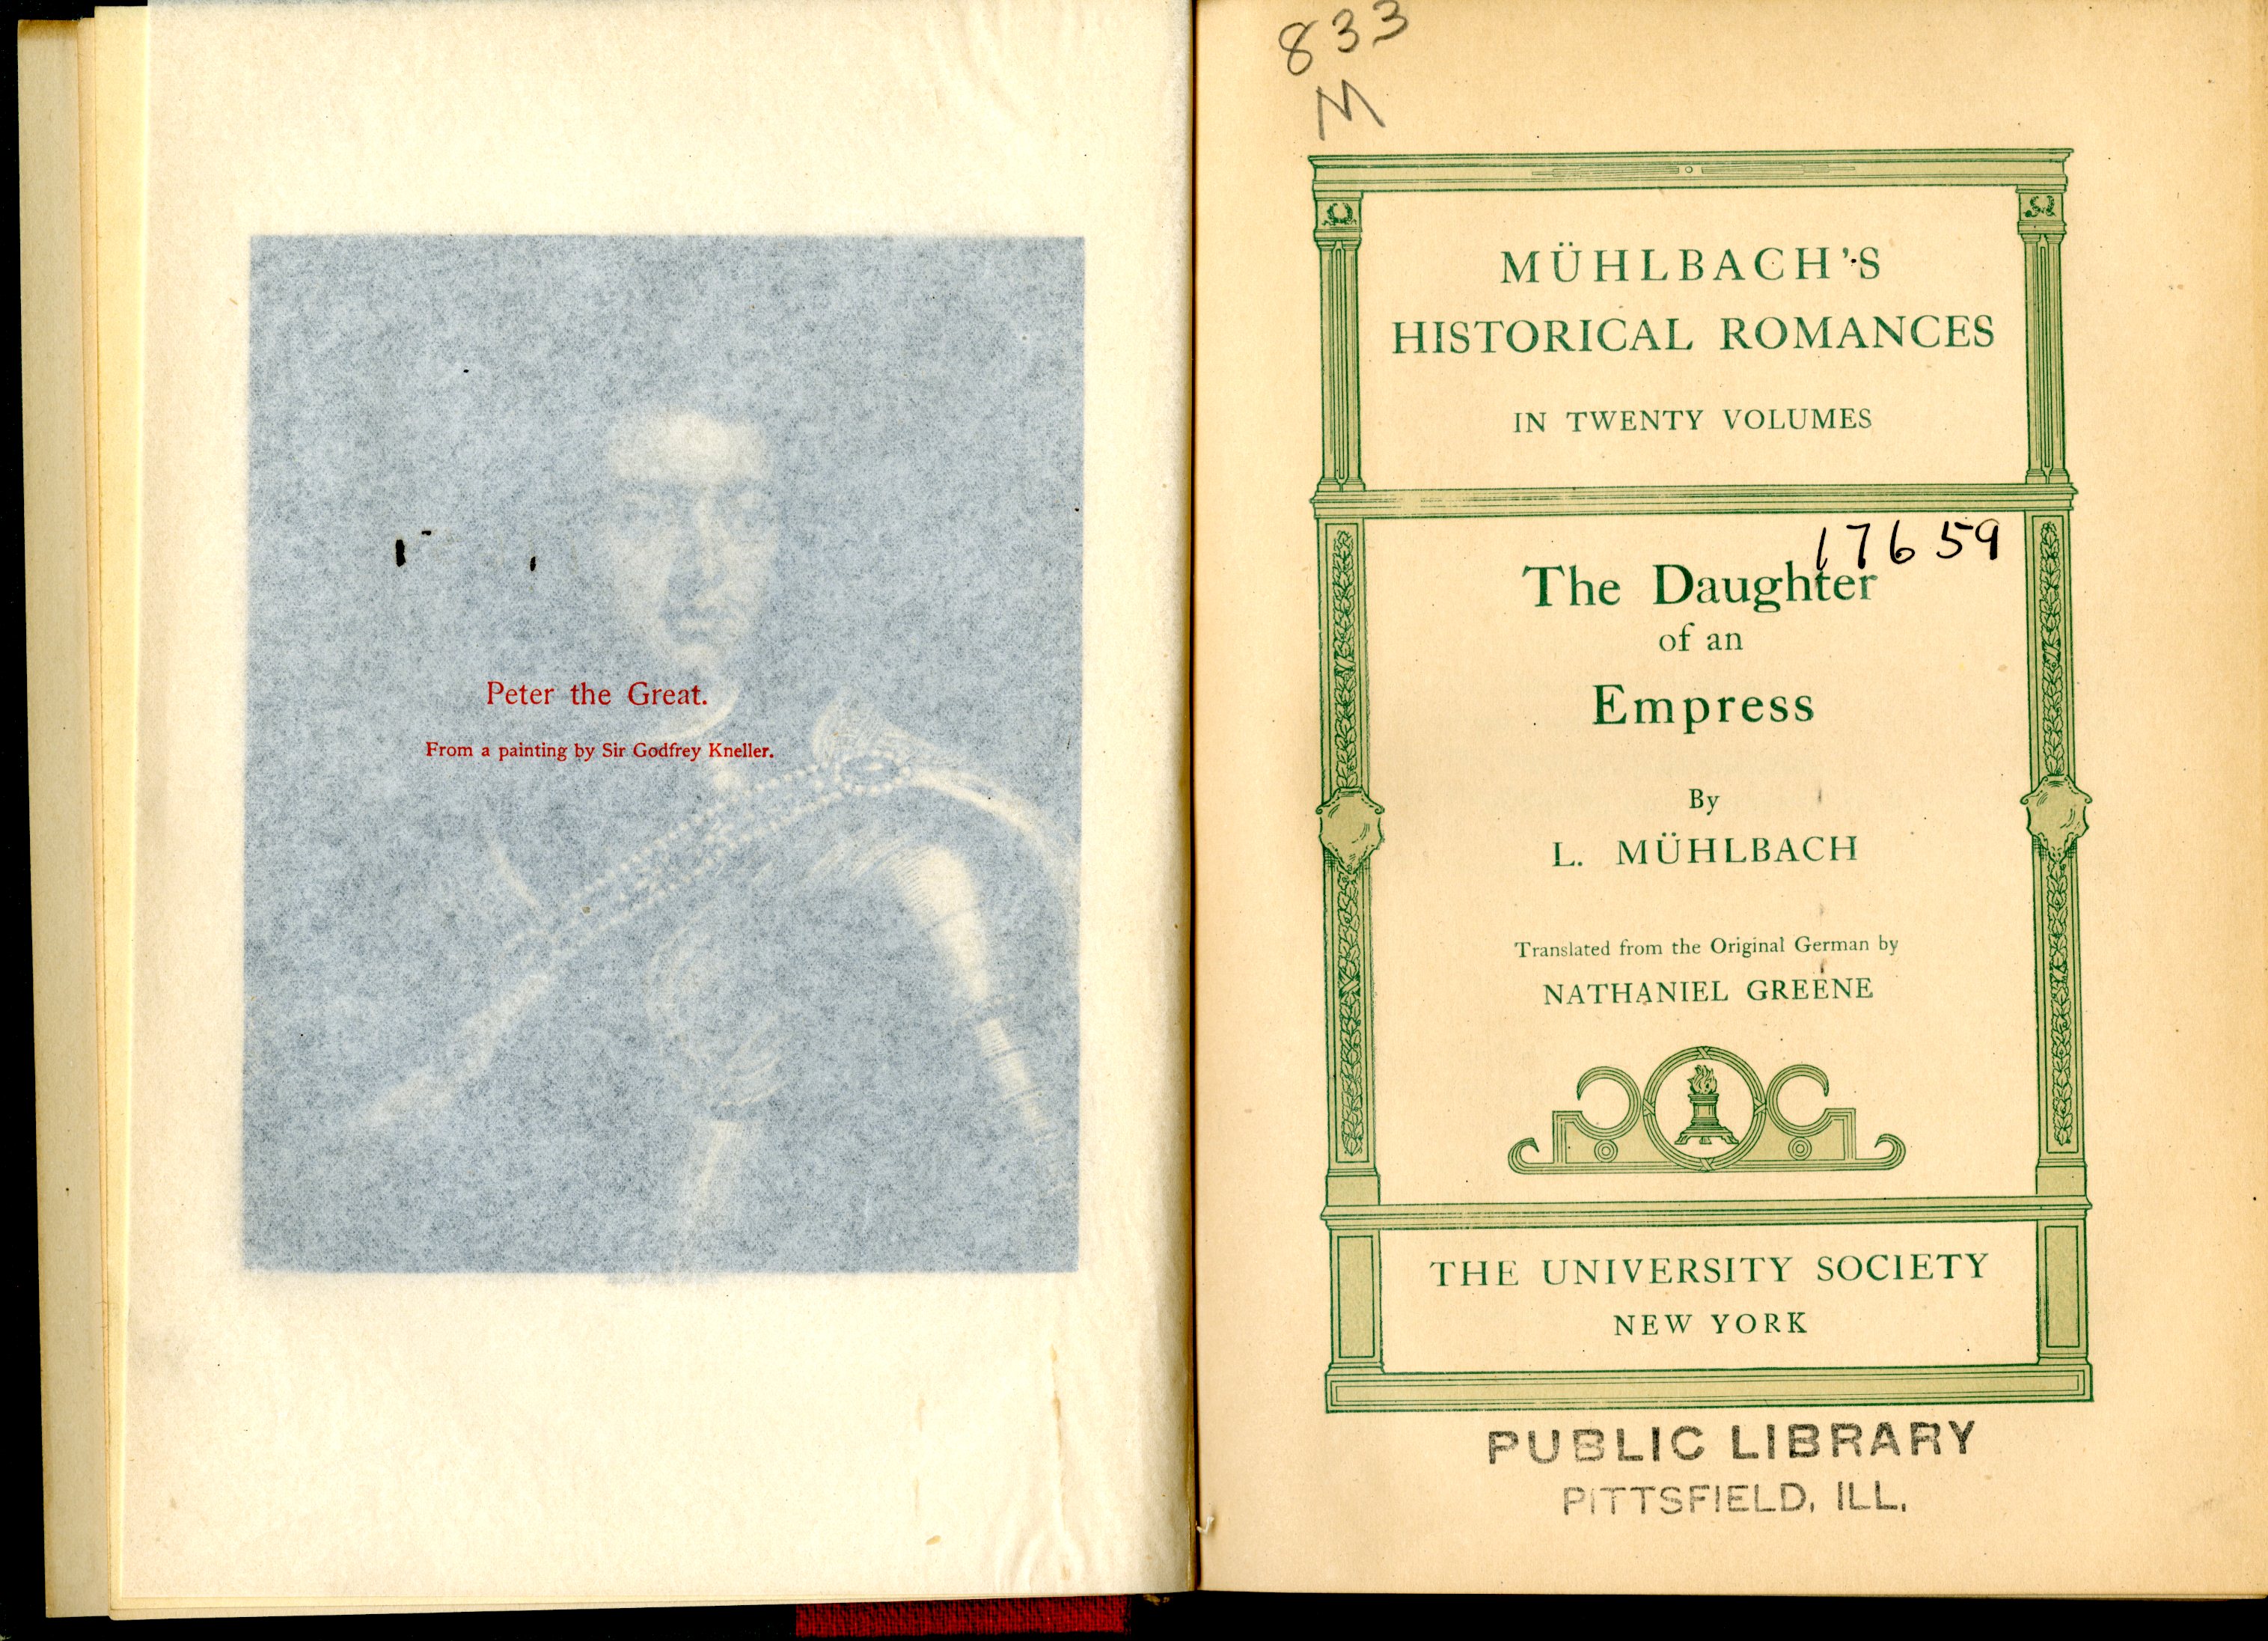 Peter the Great.
From a painting by Sir Godfrey Kneller.
833
M
MÜHLBACH'S
HISTORICAL ROMANCES
IN TWENTY VOLUMES
17659
The Daughter
of an
Empress
By
L. MÜHLBACH
Translated from the Original German by
NATHANIEL GREENE
THE UNIVERSITY SOCIETY
NEW YORK
PUBLIC LIBRARY
PITTSFIELD, ILL.